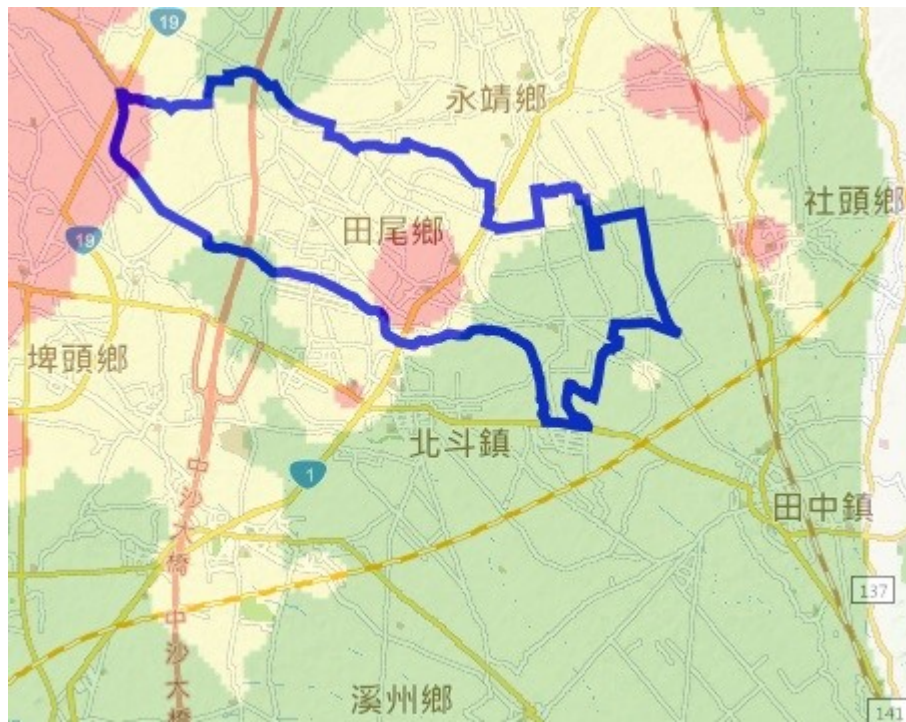 19
永靖鄉
社頭鄉
田尾鄉
19
埤頭鄉
北斗鎮
1
中沙大橋
田中鎮
137
中沙大橋
溪州鄉
141